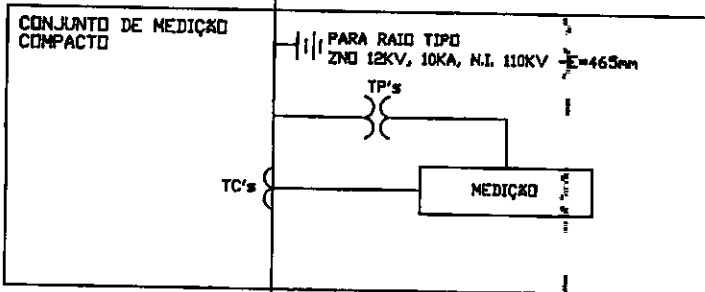 CONJUNTO DE MEDIÇÃO
COMPACTO
PARA RAIO TIPO
ZNO 12KV, 10KA, N.I. 110KV
E=465mm
TP's
TC's
MEDIÇÃO